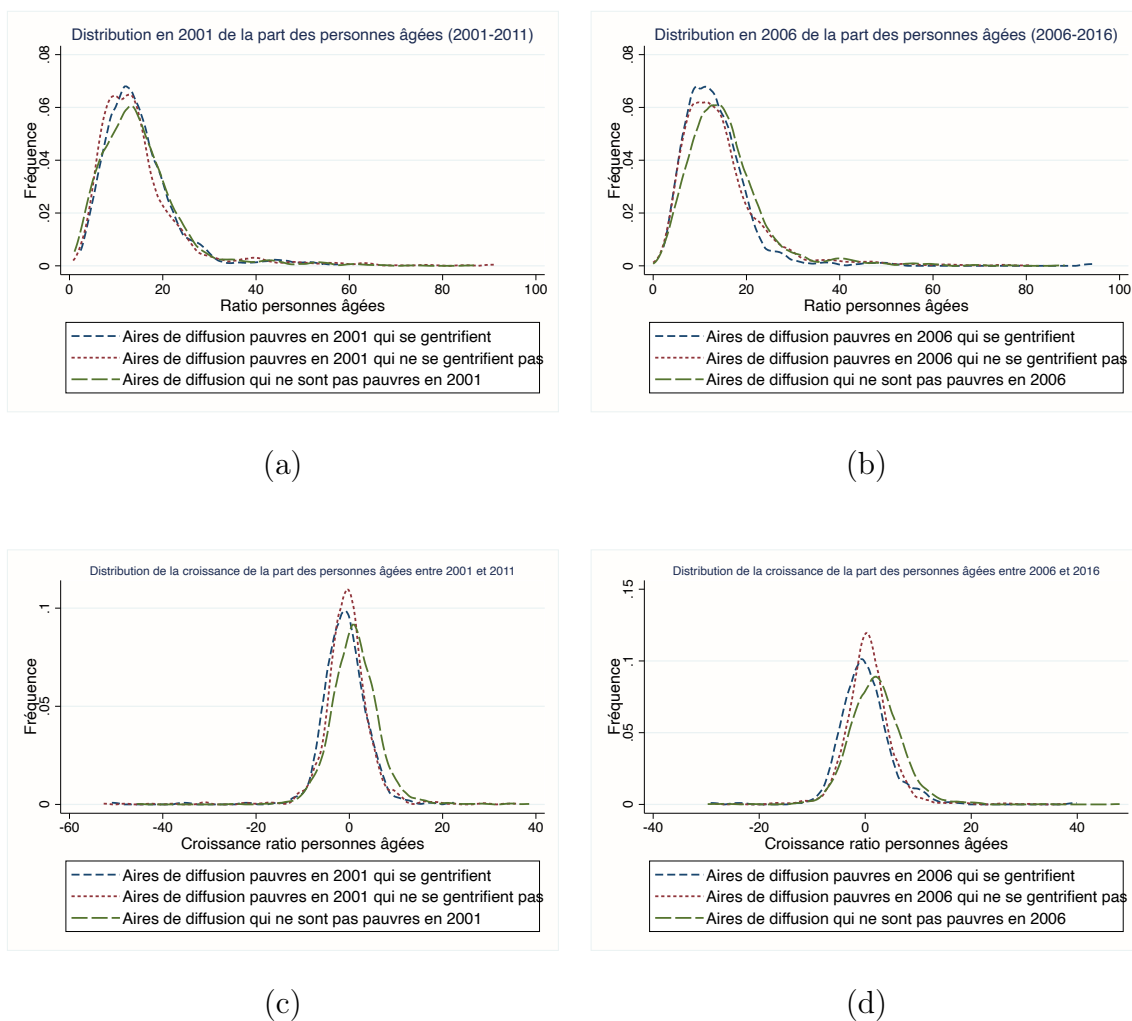 Distribution en 2001 de la part des personnes âgées (2001-2011)
Fréquence
0 .02 .04 .06 .08
0 20 40 60 80 100
Ratio personnes âgées
Aires de diffusion pauvres en 2001 qui se gentrifient
Aires de diffusion pauvres en 2001 qui ne se gentrifient pas
Aires de diffusion qui ne sont pas pauvres en 2001
(a)
Distribution en 2006 de la part des personnes âgées (2006-2016)
Fréquence
0 .02 .04 .06 .08
0 20 40 60 80 100
Ratio personnes âgées
Aires de diffusion pauvres en 2006 qui se gentrifient
Aires de diffusion pauvres en 2006 qui ne se gentrifient pas
Aires de diffusion qui ne sont pas pauvres en 2006
(b)
Distribution de la croissance de la part des personnes âgées entre 2001 et 2011
Fréquence
0 .05 .1
-60 -40 -20 0 20 40
Croissance ratio personnes âgées
Aires de diffusion pauvres en 2001 qui se gentrifient
Aires de diffusion pauvres en 2001 qui ne se gentrifient pas
Aires de diffusion qui ne sont pas pauvres en 2001
(c)
Distribution de la croissance de la part des personnes âgées entre 2006 et 2016
Fréquence
0 .05 .1 .15
-40 -20 0 20 40
Croissance ratio personnes âgées
Aires de diffusion pauvres en 2006 qui se gentrifient
Aires de diffusion pauvres en 2006 qui ne se gentrifient pas
Aires de diffusion qui ne sont pas pauvres en 2006
(d)